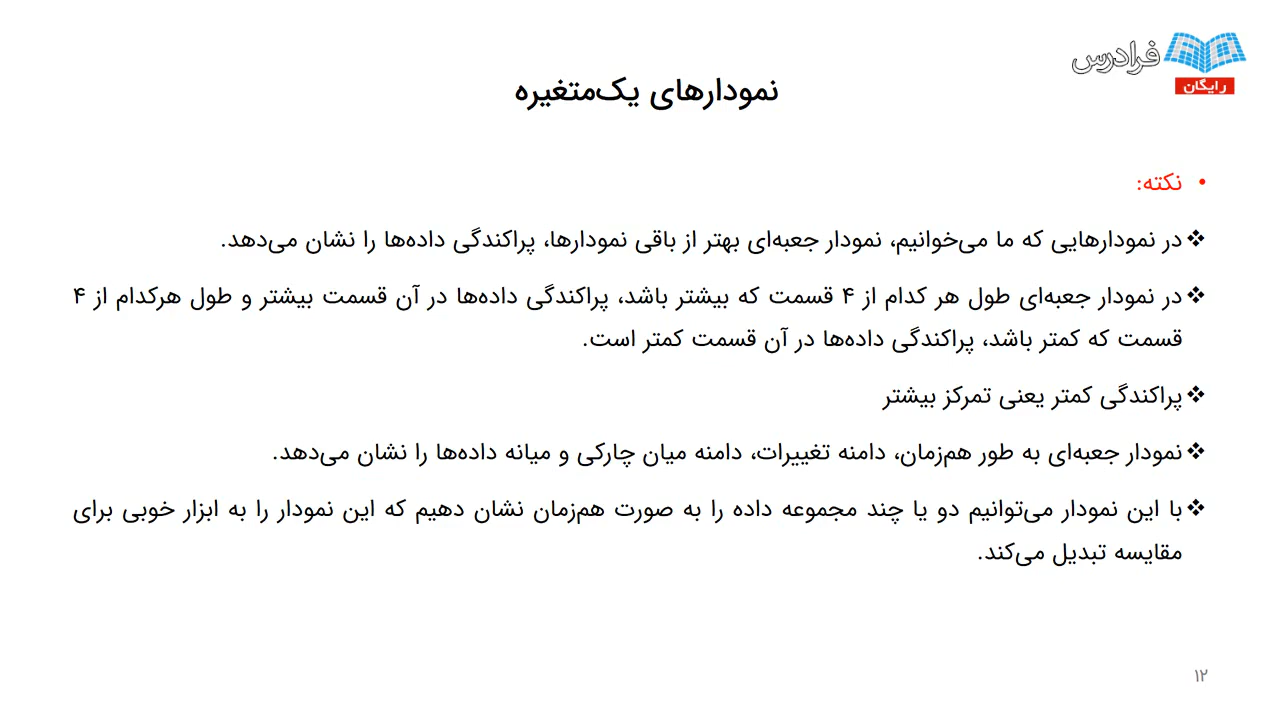 فرادرس
رایگان
نمودارهای یک‌متغیره
• نکته:
❖ در نمودارهایی که ما می‌خوانیم، نمودار جعبه‌ای بهتر از باقی نمودارها، پراکندگی داده‌ها را نشان می‌دهد.
❖ در نمودار جعبه‌ای طول هر کدام از ۴ قسمت که بیشتر باشد، پراکندگی داده‌ها در آن قسمت بیشتر و طول هرکدام از ۴
قسمت که کمتر باشد، پراکندگی داده‌ها در آن قسمت کمتر است.
❖ پراکندگی کمتر یعنی تمرکز بیشتر
❖ نمودار جعبه‌ای به طور هم‌زمان، دامنه تغییرات، دامنه میان چارکی و میانه داده‌ها را نشان می‌دهد.
❖ با این نمودار می‌توانیم دو یا چند مجموعه داده را به صورت هم‌زمان نشان دهیم که این نمودار را به ابزار خوبی برای
مقایسه تبدیل می‌کند.
۱۲